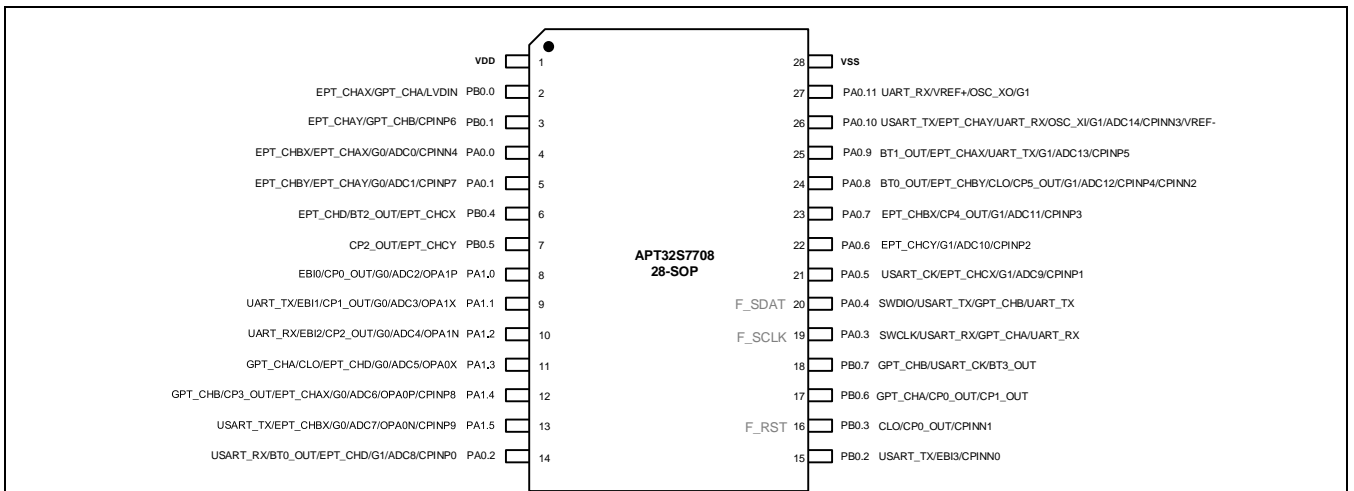 VDD 1
EPT_CHAX/GPT_CHA/LVDIN PB0.0 2
EPT_CHAY/GPT_CHB/CPINP6 PB0.1 3
EPT_CHBX/EPT_CHAX/G0/ADC0/CPINN4 PA0.0 4
EPT_CHBY/EPT_CHAY/G0/ADC1/CPINP7 PA0.1 5
EPT_CHD/BT2_OUT/EPT_CHCX PB0.4 6
CP2_OUT/EPT_CHCY PB0.5 7
EBI0/CP0_OUT/G0/ADC2/OPA1P PA1.0 8
UART_TX/EBI1/CP1_OUT/G0/ADC3/OPA1X PA1.1 9
UART_RX/EBI2/CP2_OUT/G0/ADC4/OPA1N PA1.2 10
GPT_CHA/CLO/EPT_CHD/G0/ADC5/OPA0X PA1.3 11
GPT_CHB/CP3_OUT/EPT_CHAX/G0/ADC6/OPA0P/CPINP8 PA1.4 12
USART_TX/EPT_CHBX/G0/ADC7/OPA0N/CPINP9 PA1.5 13
USART_RX/BT0_OUT/EPT_CHD/G1/ADC8/CPINP0 PA0.2 14
APT32S7708
28-SOP
28 VSS
27 PA0.11 UART_RX/VREF+/OSC_XO/G1
26 PA0.10 USART_TX/EPT_CHAY/UART_RX/OSC_XI/G1/ADC14/CPINN3/VREF-
25 PA0.9 BT1_OUT/EPT_CHAX/UART_TX/G1/ADC13/CPINP5
24 PA0.8 BT0_OUT/EPT_CHBY/CLO/CP5_OUT/G1/ADC12/CPINP4/CPINN2
23 PA0.7 EPT_CHBX/CP4_OUT/G1/ADC11/CPINP3
22 PA0.6 EPT_CHCY/G1/ADC10/CPINP2
21 PA0.5 USART_CK/EPT_CHCX/G1/ADC9/CPINP1
F_SDAT 20 PA0.4 SWDIO/USART_TX/GPT_CHB/UART_TX
F_SCLK 19 PA0.3 SWCLK/USART_RX/GPT_CHA/UART_RX
18 PB0.7 GPT_CHB/USART_CK/BT3_OUT
17 PB0.6 GPT_CHA/CP0_OUT/CP1_OUT
F_RST 16 PB0.3 CLO/CP0_OUT/CPINN1
15 PB0.2 USART_TX/EBI3/CPINN0